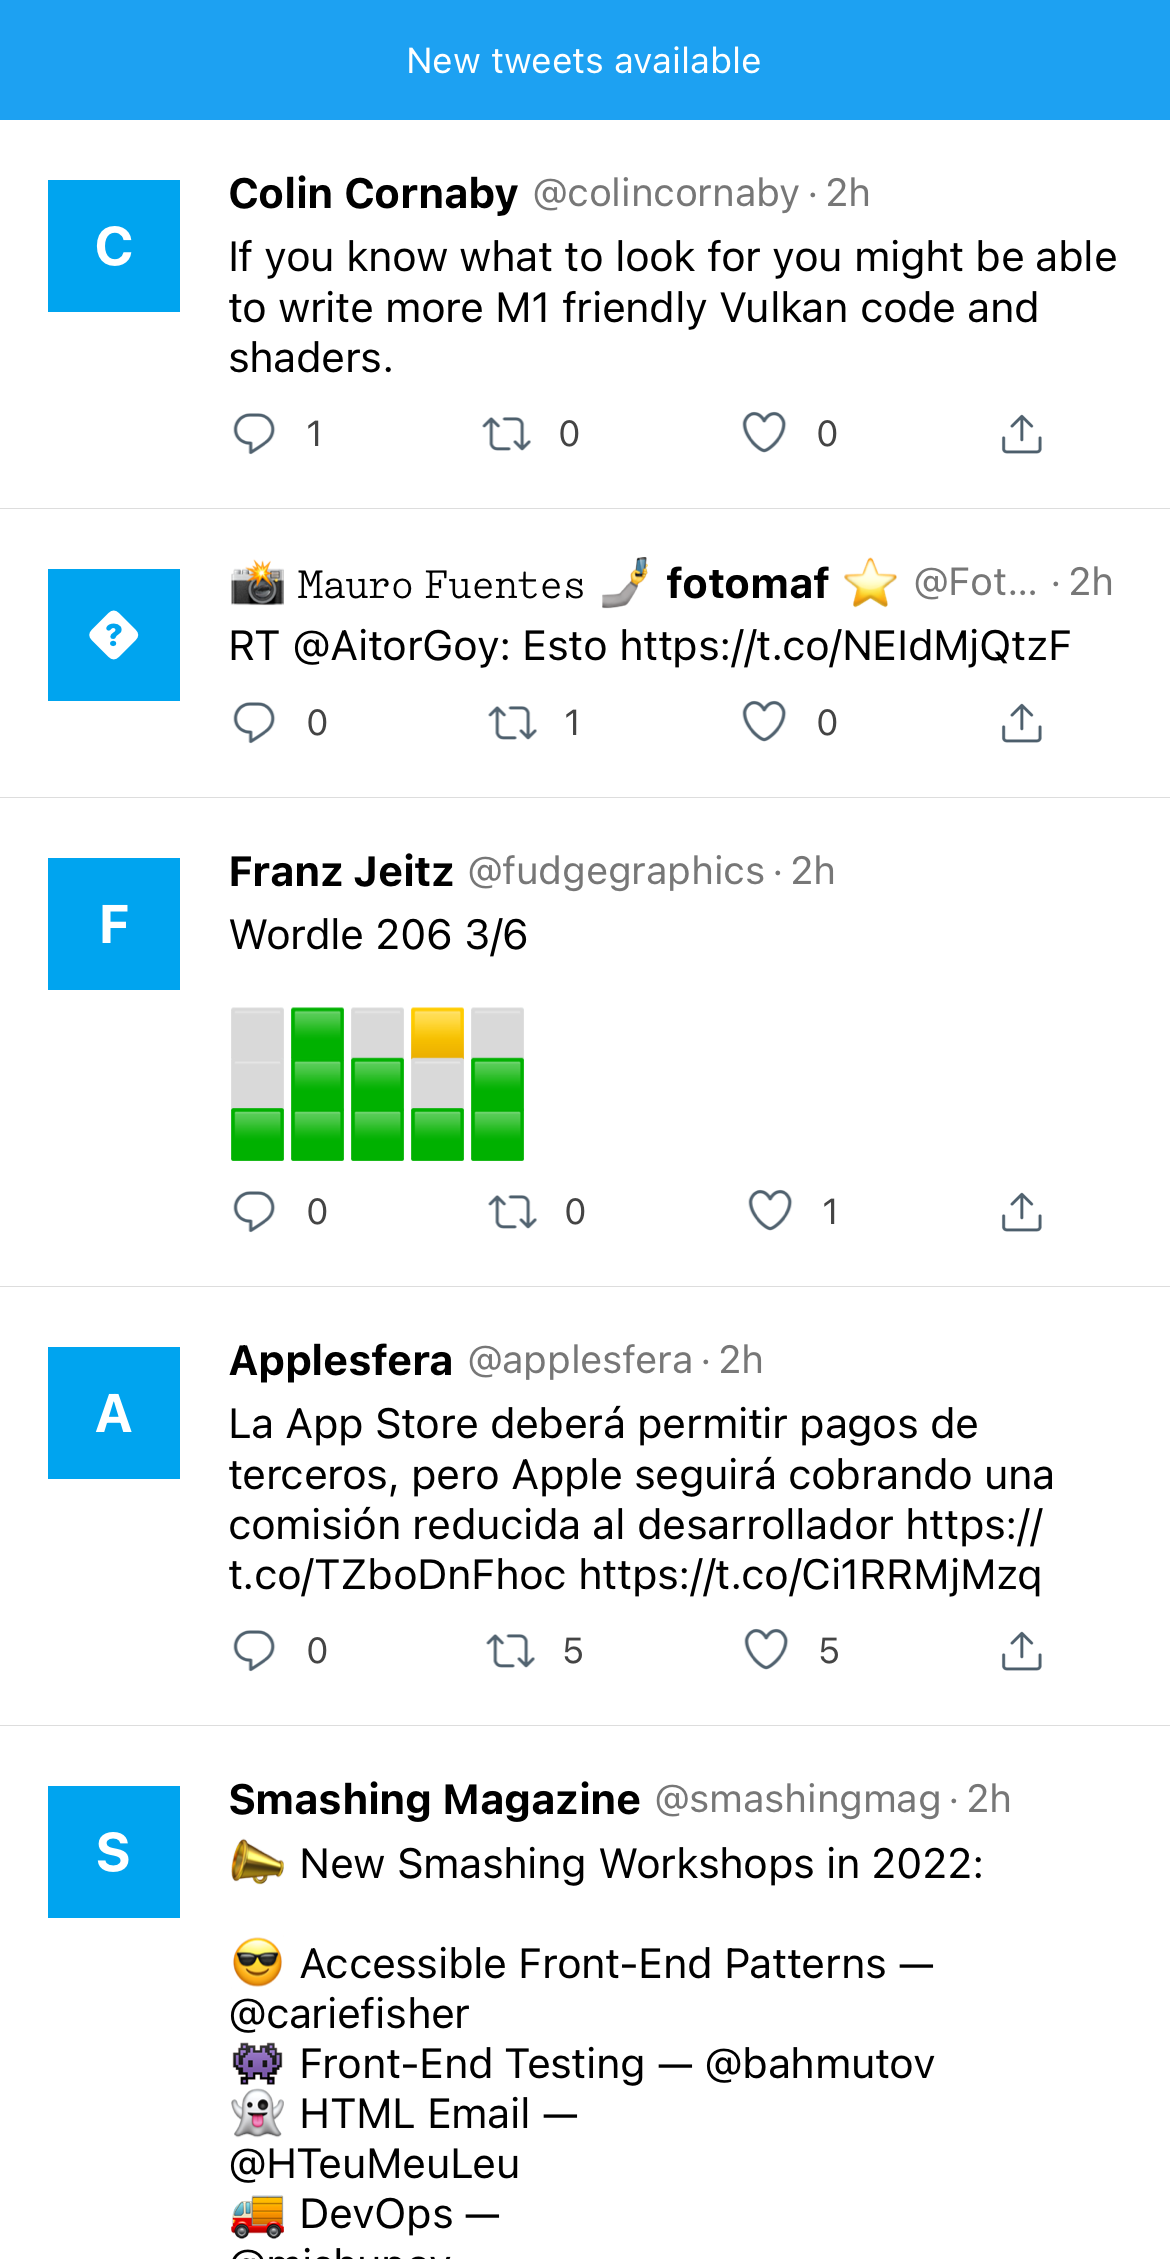 New tweets available
C
Colin Cornaby @colincornaby · 2h
If you know what to look for you might be able
to write more M1 friendly Vulkan code and
shaders.
1 0 0
?
📸 𝙼𝚊𝚞𝚛𝚘 𝙵𝚞𝚎𝚗𝚝𝚎𝚜 🤳 fotomaf ⭐ @Fot... · 2h
RT @AitorGoy: Esto https://t.co/NEIdMjQtzF
0 1 0
F
Franz Jeitz @fudgegraphics · 2h
Wordle 206 3/6
0 0 1
A
Applesfera @applesfera · 2h
La App Store deberá permitir pagos de
terceros, pero Apple seguirá cobrando una
comisión reducida al desarrollador https://
t.co/TZboDnFhoc https://t.co/Ci1RRMjMzq
0 5 5
S
Smashing Magazine @smashingmag · 2h
📣 New Smashing Workshops in 2022:
😎 Accessible Front-End Patterns —
@cariefisher
👾 Front-End Testing — @bahmutov
👻 HTML Email —
@HTeuMeuLeu
🚚 DevOps —